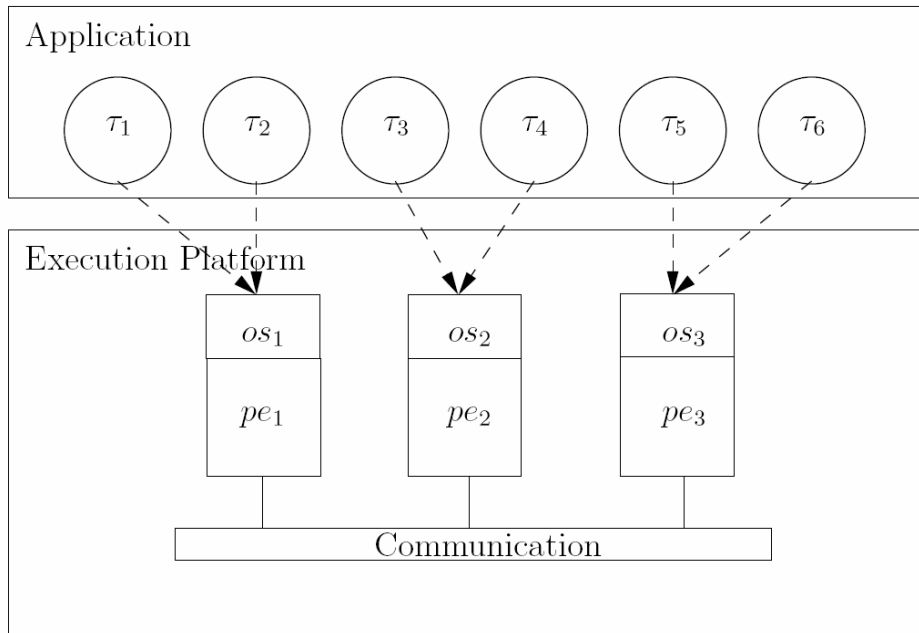 Application
τ₁ τ₂ τ₃ τ₄ τ₅ τ₆
Execution Platform
os₁ os₂ os₃
pe₁ pe₂ pe₃
Communication